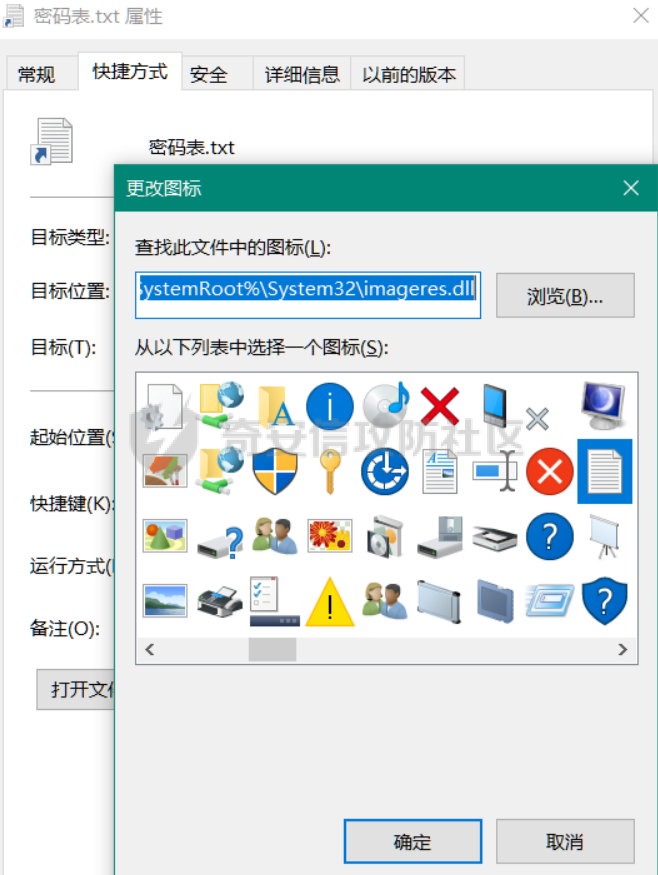 密码表.txt 属性
常规 快捷方式 安全 详细信息 以前的版本
密码表.txt
更改图标
目标类型:
查找此文件中的图标(L):
目标位置:
ystemRoot%\System32\imageres.dll
浏览(B)...
目标(T):
从以下列表中选择一个图标(S):
奇安信攻防社区
起始位置(
快捷键(K):
运行方式(
备注(O):
打开文
确定 取消